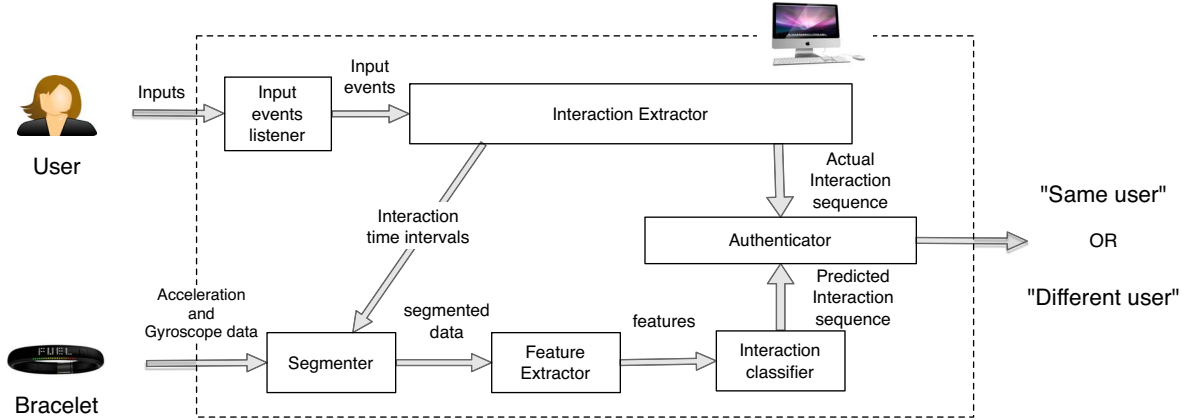 Inputs
Input
events
listener
Input
events
Interaction Extractor
User
Actual
Interaction
sequence
Interaction
time intervals
"Same user"
OR
"Different user"
Authenticator
Acceleration
and
Gyroscope data
segmented
data
features
Predicted
Interaction
sequence
FUEL
Segmenter
Feature
Extractor
Interaction
classifier
Bracelet